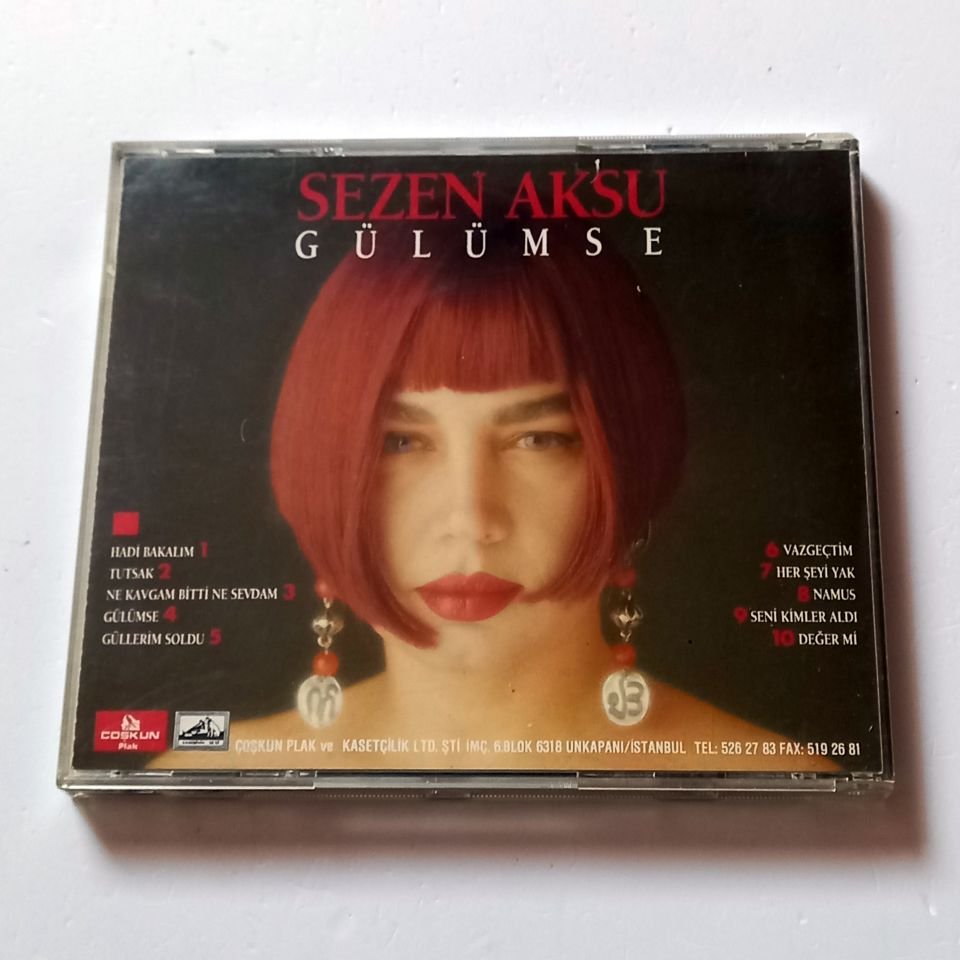 SEZEN AKSU
GÜLÜMSE
HADİ BAKALIM 1
TUTSAK 2
NE KAVGAM BİTTİ NE SEVDAM 3
GÜLÜMSE 4
GÜLLERİM SOLDU 5
6 VAZGEÇTİM
7 HER ŞEYİ YAK
8 NAMUS
9 SENİ KİMLER ALDI
10 DEĞER Mİ
COŞKUN
Plak
COŞKUN PLAK ve KASETÇİLİK LTD. ŞTİ İMÇ. 6.BLOK 6318 UNKAPANI/İSTANBUL TEL: 526 27 83 FAX: 519 26 81